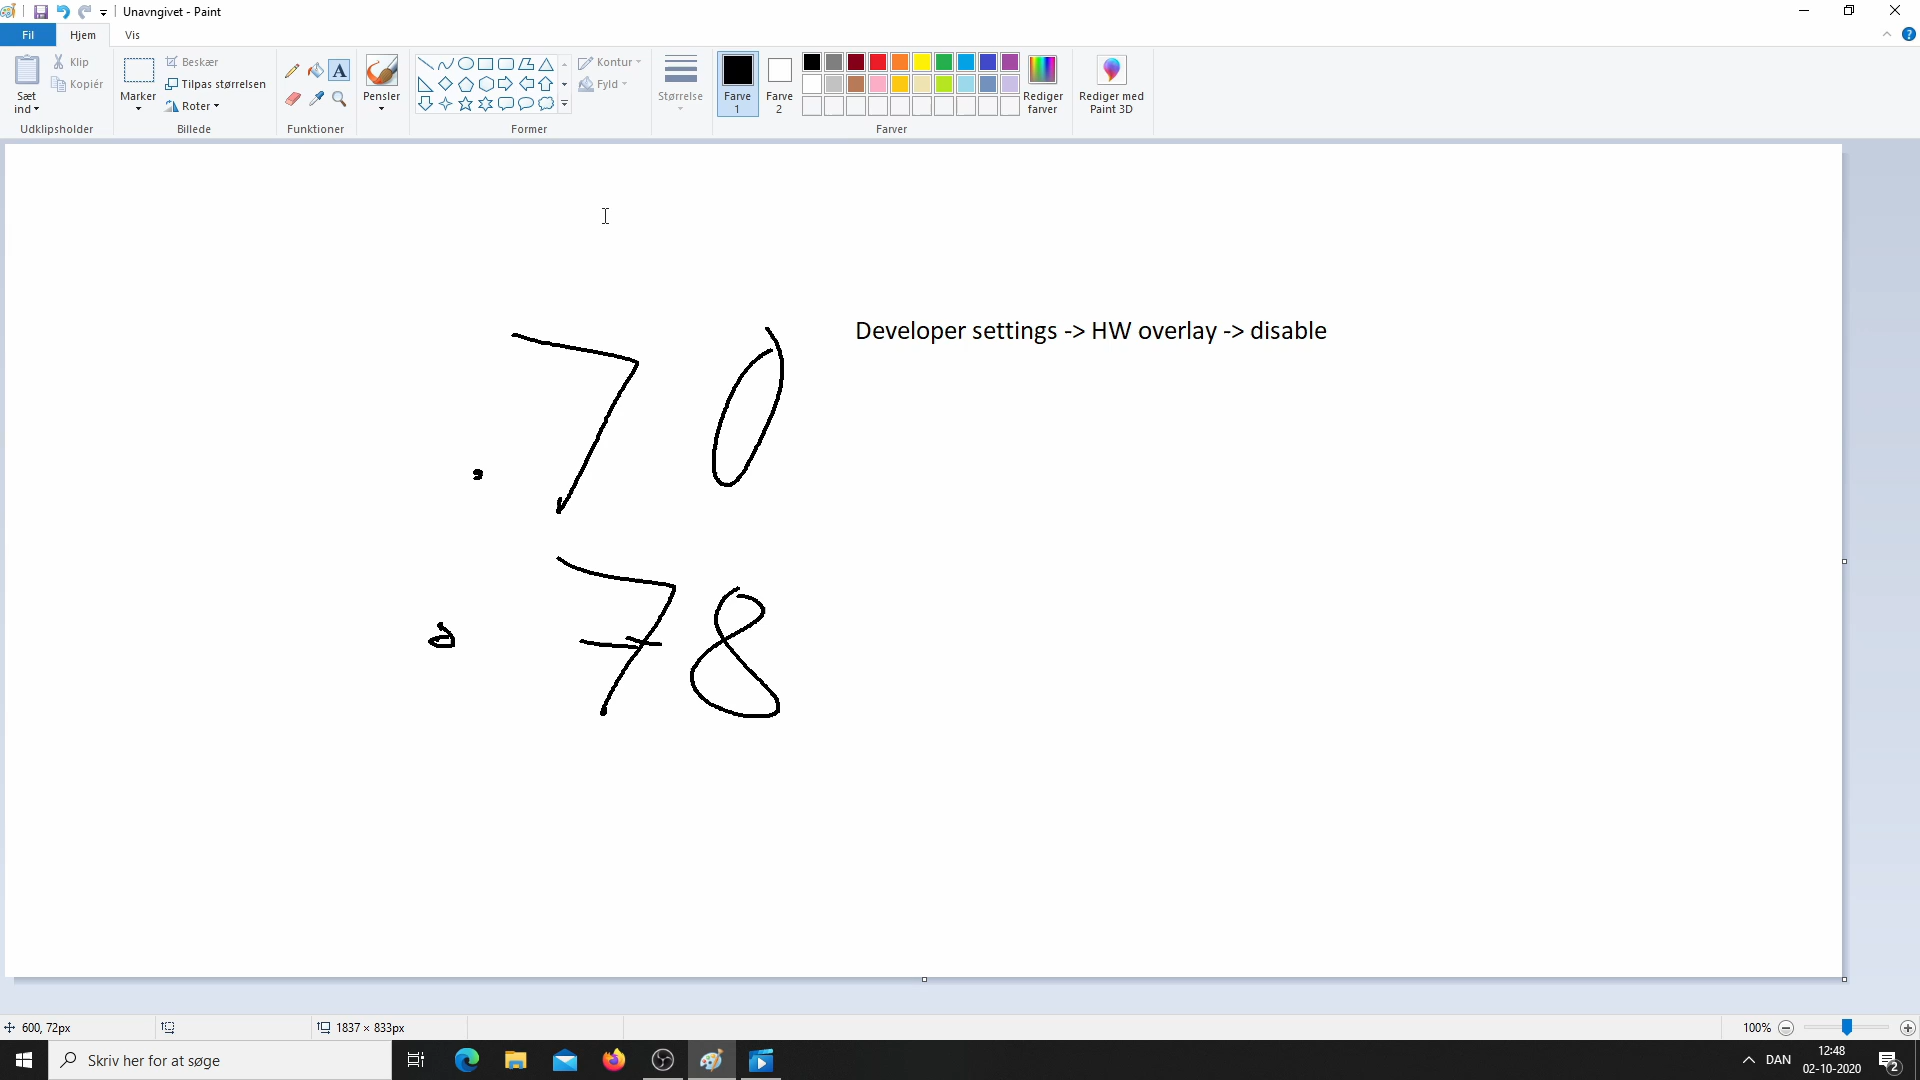 Unavngivet - Paint
Fil Hjem Vis
Sæt ind
Klip
Kopiér
Udklipsholder
Marker
Beskær
Tilpas størrelsen
Roter
Billede
A
Funktioner
Pensler
Former
Kontur
Fyld
Størrelse
Farve 1
Farve 2
Rediger farver
Farver
Rediger med Paint 3D
Developer settings -> HW overlay -> disable
70
78
600, 72px
1837 × 833px
100%
Skriv her for at søge
DAN
12:48
02-10-2020
2